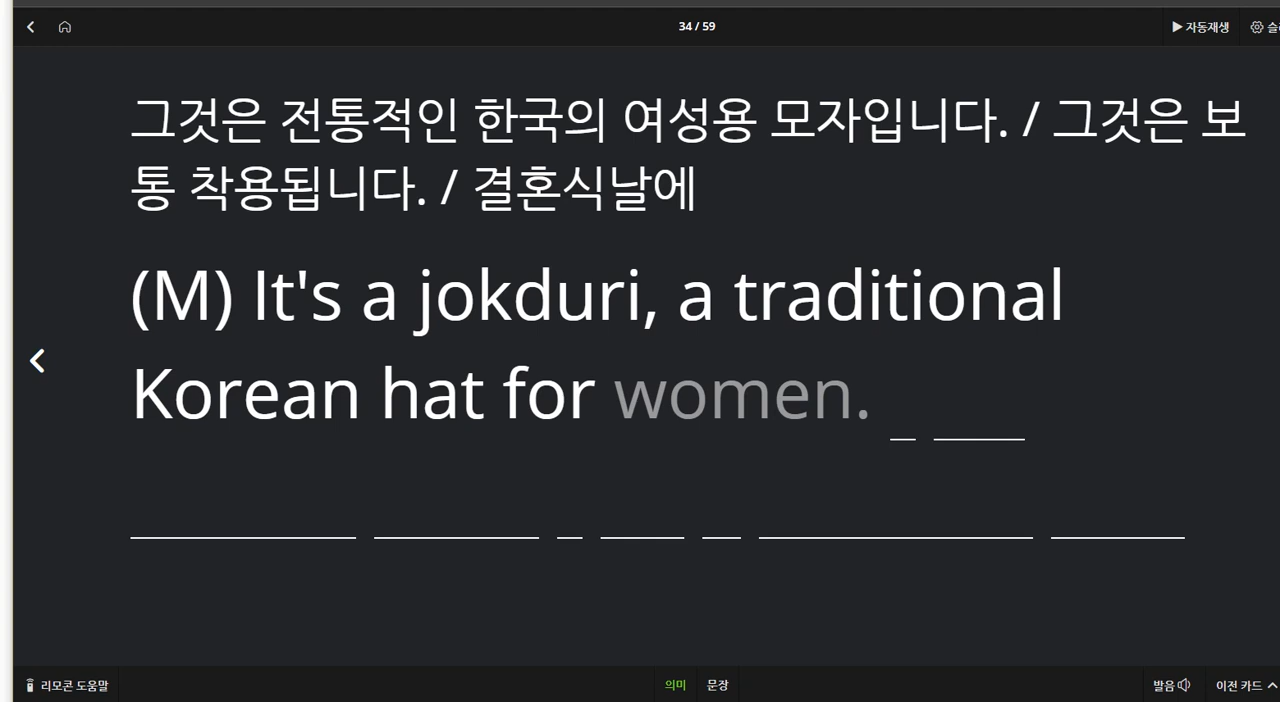 34 / 59
▶ 자동재생
그것은 전통적인 한국의 여성용 모자입니다. / 그것은 보
통 착용됩니다. / 결혼식날에
(M) It's a jokduri, a traditional
Korean hat for women.
리모콘 도움말
의미
문장
발음
이전 카드